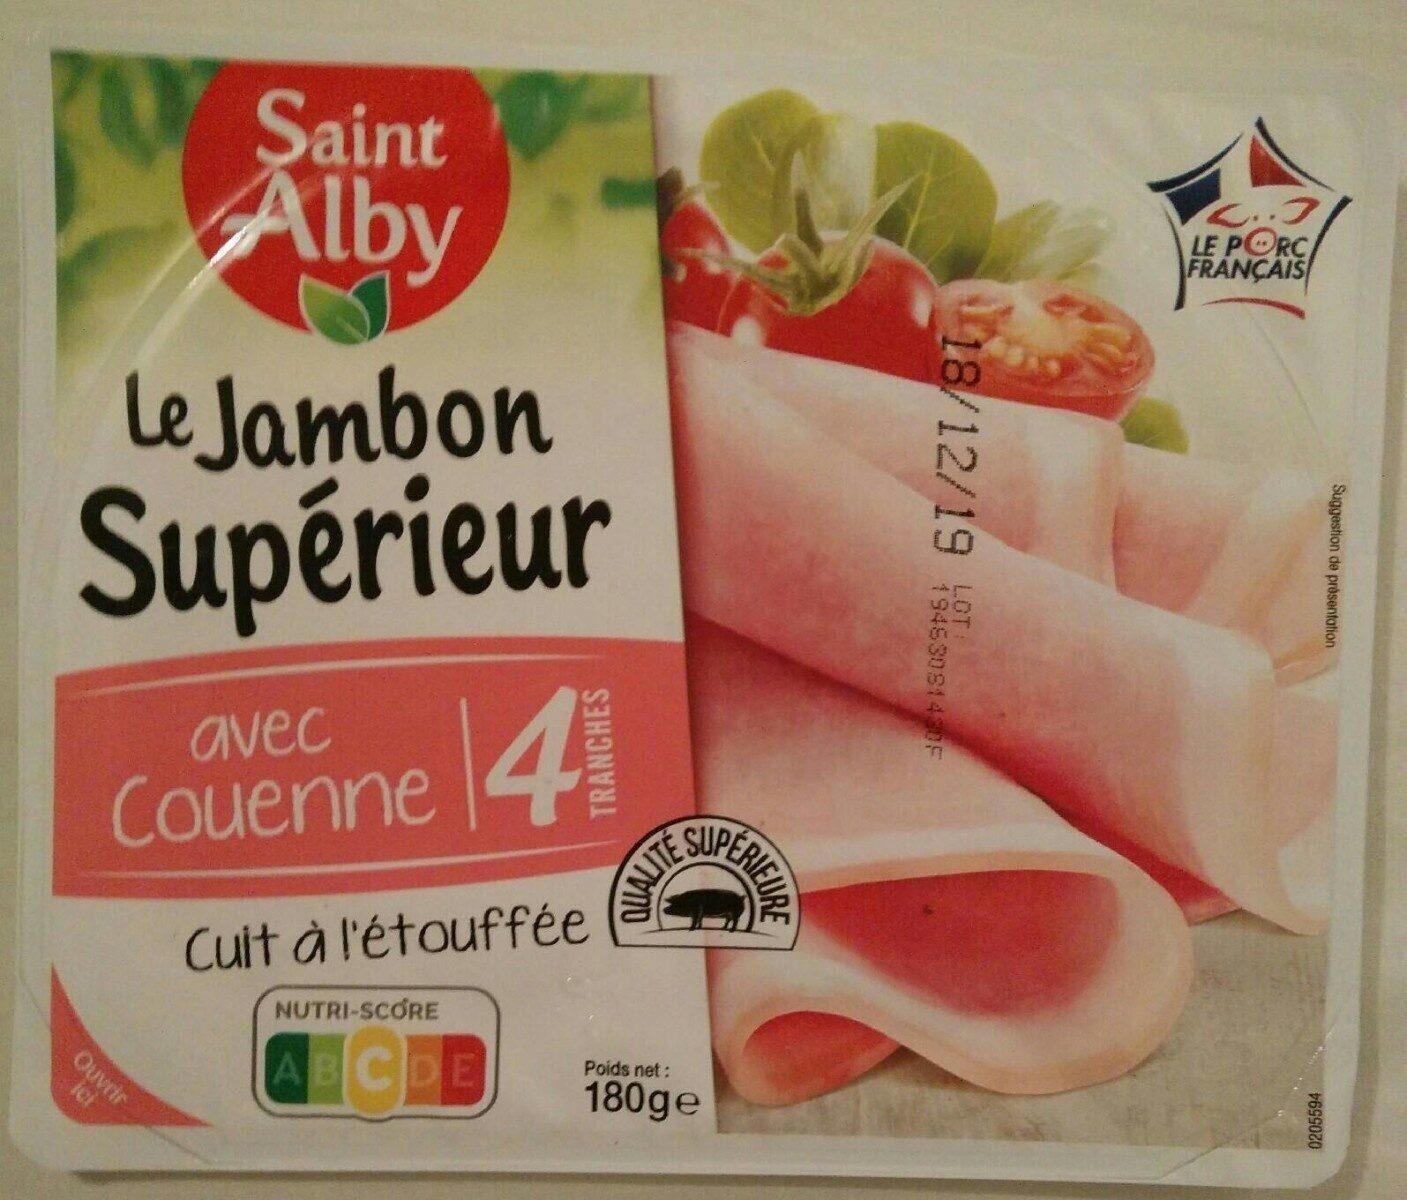 Saint
Alby
Le Jambon
Supérieur
avec
Couenne
4
TRANCHES
Cuit à l'étouffée
QUALITÉ SUPÉRIEURE
NUTRI-SCORE
A B C D E
Poids net :
180g e
Ouvrir
ici
LE PORC
FRANÇAIS
18/12/19
LOT:
Suggestion de présentation
0205594